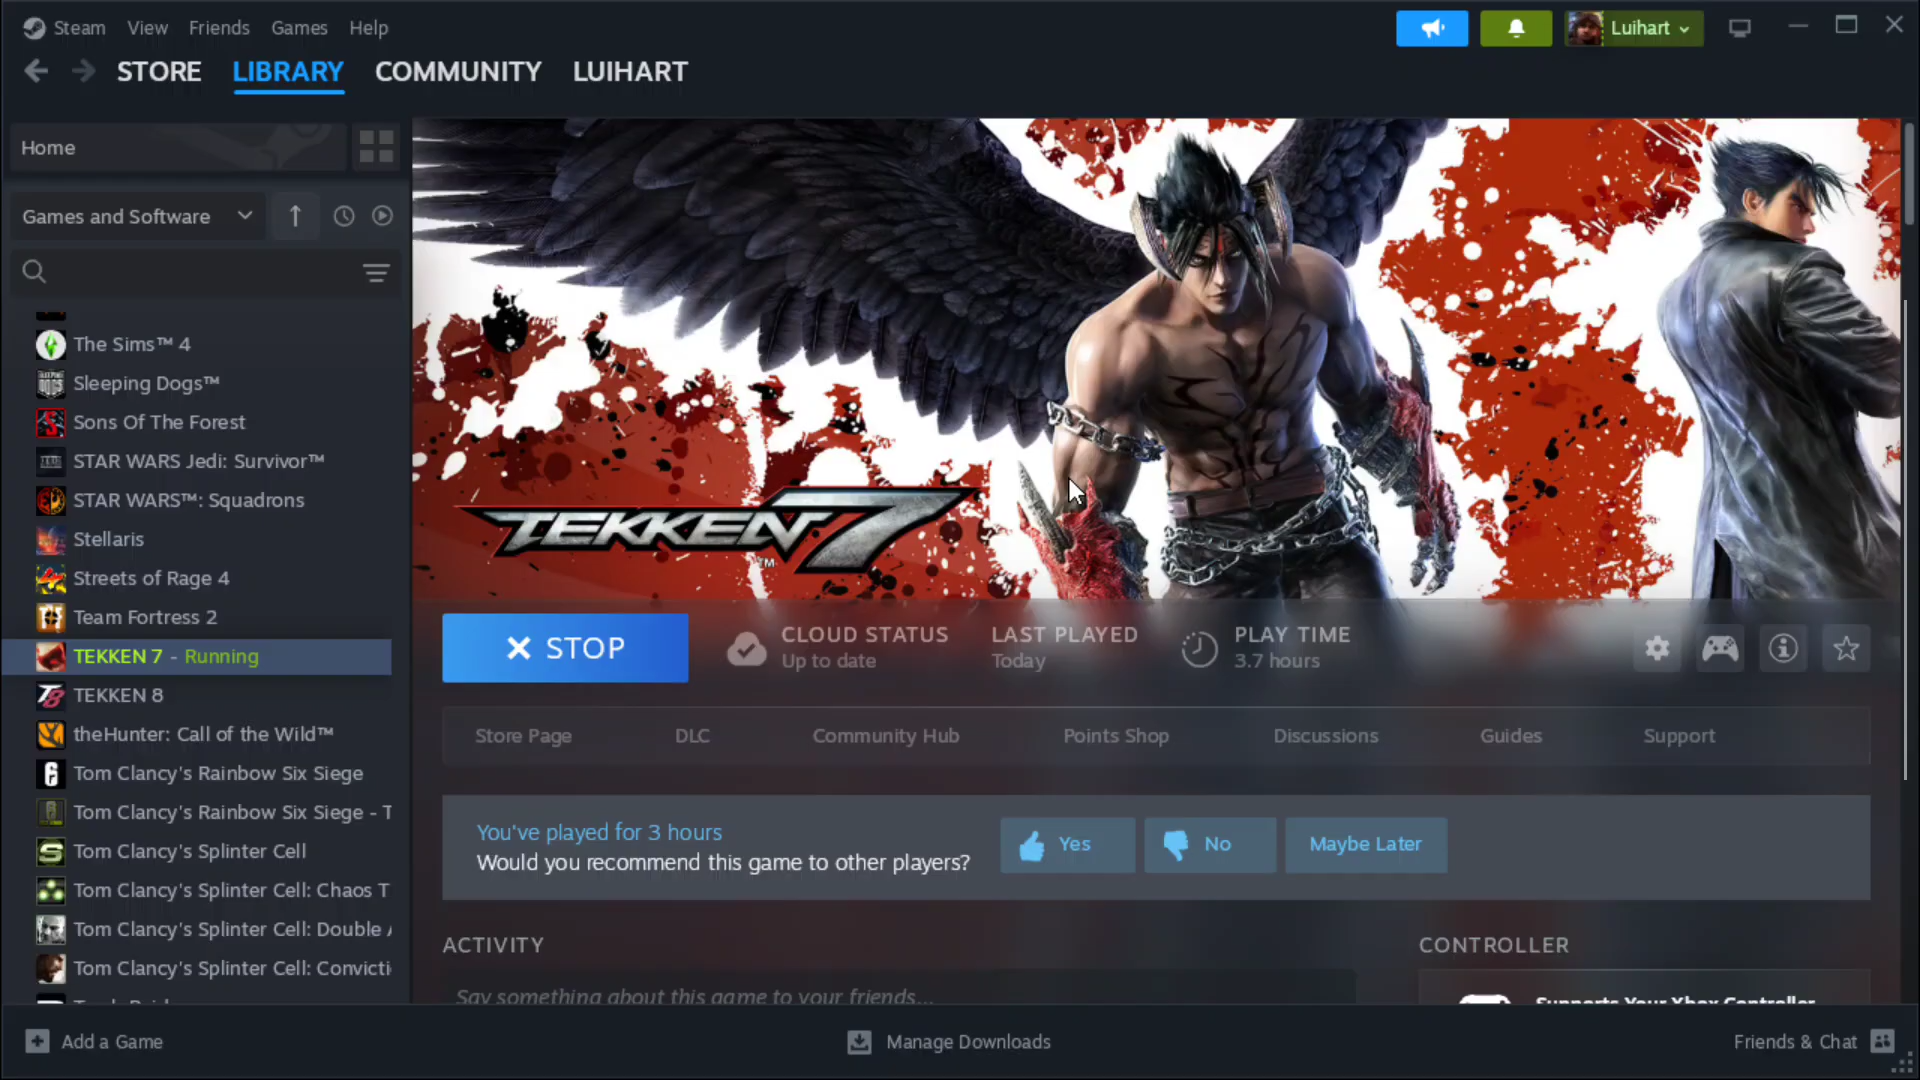 Steam View Friends Games Help
Luihart
STORE LIBRARY COMMUNITY LUIHART
Home
Games and Software
The Sims™ 4
Sleeping Dogs™
Sons Of The Forest
STAR WARS Jedi: Survivor™
STAR WARS™: Squadrons
Stellaris
Streets of Rage 4
Team Fortress 2
TEKKEN 7 - Running
TEKKEN 8
theHunter: Call of the Wild™
Tom Clancy's Rainbow Six Siege
Tom Clancy's Rainbow Six Siege - T
Tom Clancy's Splinter Cell
Tom Clancy's Splinter Cell: Chaos T
Tom Clancy's Splinter Cell: Double A
Tom Clancy's Splinter Cell: Convicti
TEKKEN 7™
STOP
CLOUD STATUS
Up to date
LAST PLAYED
Today
PLAY TIME
3.7 hours
Store Page DLC Community Hub Points Shop Discussions Guides Support
You've played for 3 hours
Would you recommend this game to other players?
Yes No Maybe Later
ACTIVITY
Say something about this game to your friends...
CONTROLLER
Supports Your Xbox Controller
Add a Game
Manage Downloads
Friends & Chat